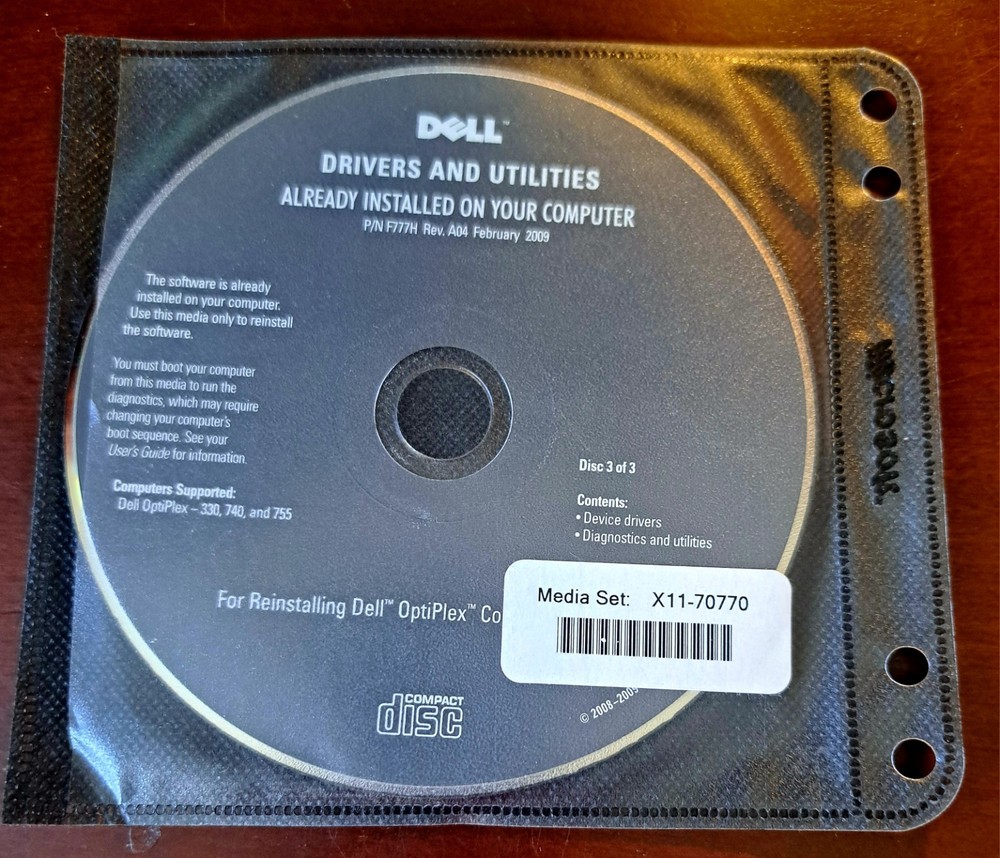 DELL™
DRIVERS AND UTILITIES
ALREADY INSTALLED ON YOUR COMPUTER
P/N F777H Rev. A04 February 2009
The software is already
installed on your computer.
Use this media only to reinstall
the software.
You must boot your computer
from this media to run the
diagnostics, which may require
changing your computer's
boot sequence. See your
User's Guide for information.
Computers Supported:
Dell OptiPlex – 330, 740, and 755
Disc 3 of 3
Contents:
• Device drivers
• Diagnostics and utilities
For Reinstalling Dell™ OptiPlex™ Co
Media Set: X11-70770
COMPACT
disc
© 2008-2009